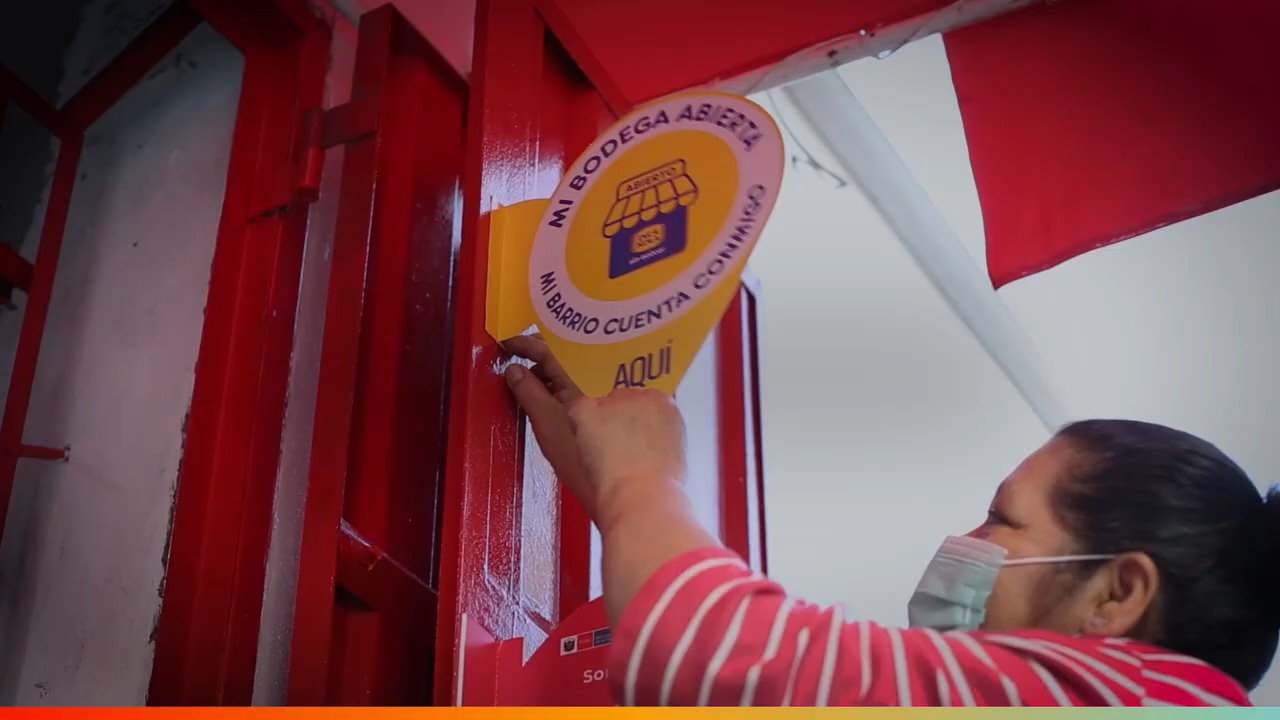 MI BODEGA ABIERTA,
ABIERTO
MI BARRIO CUENTA CONMIGO
AQUÍ